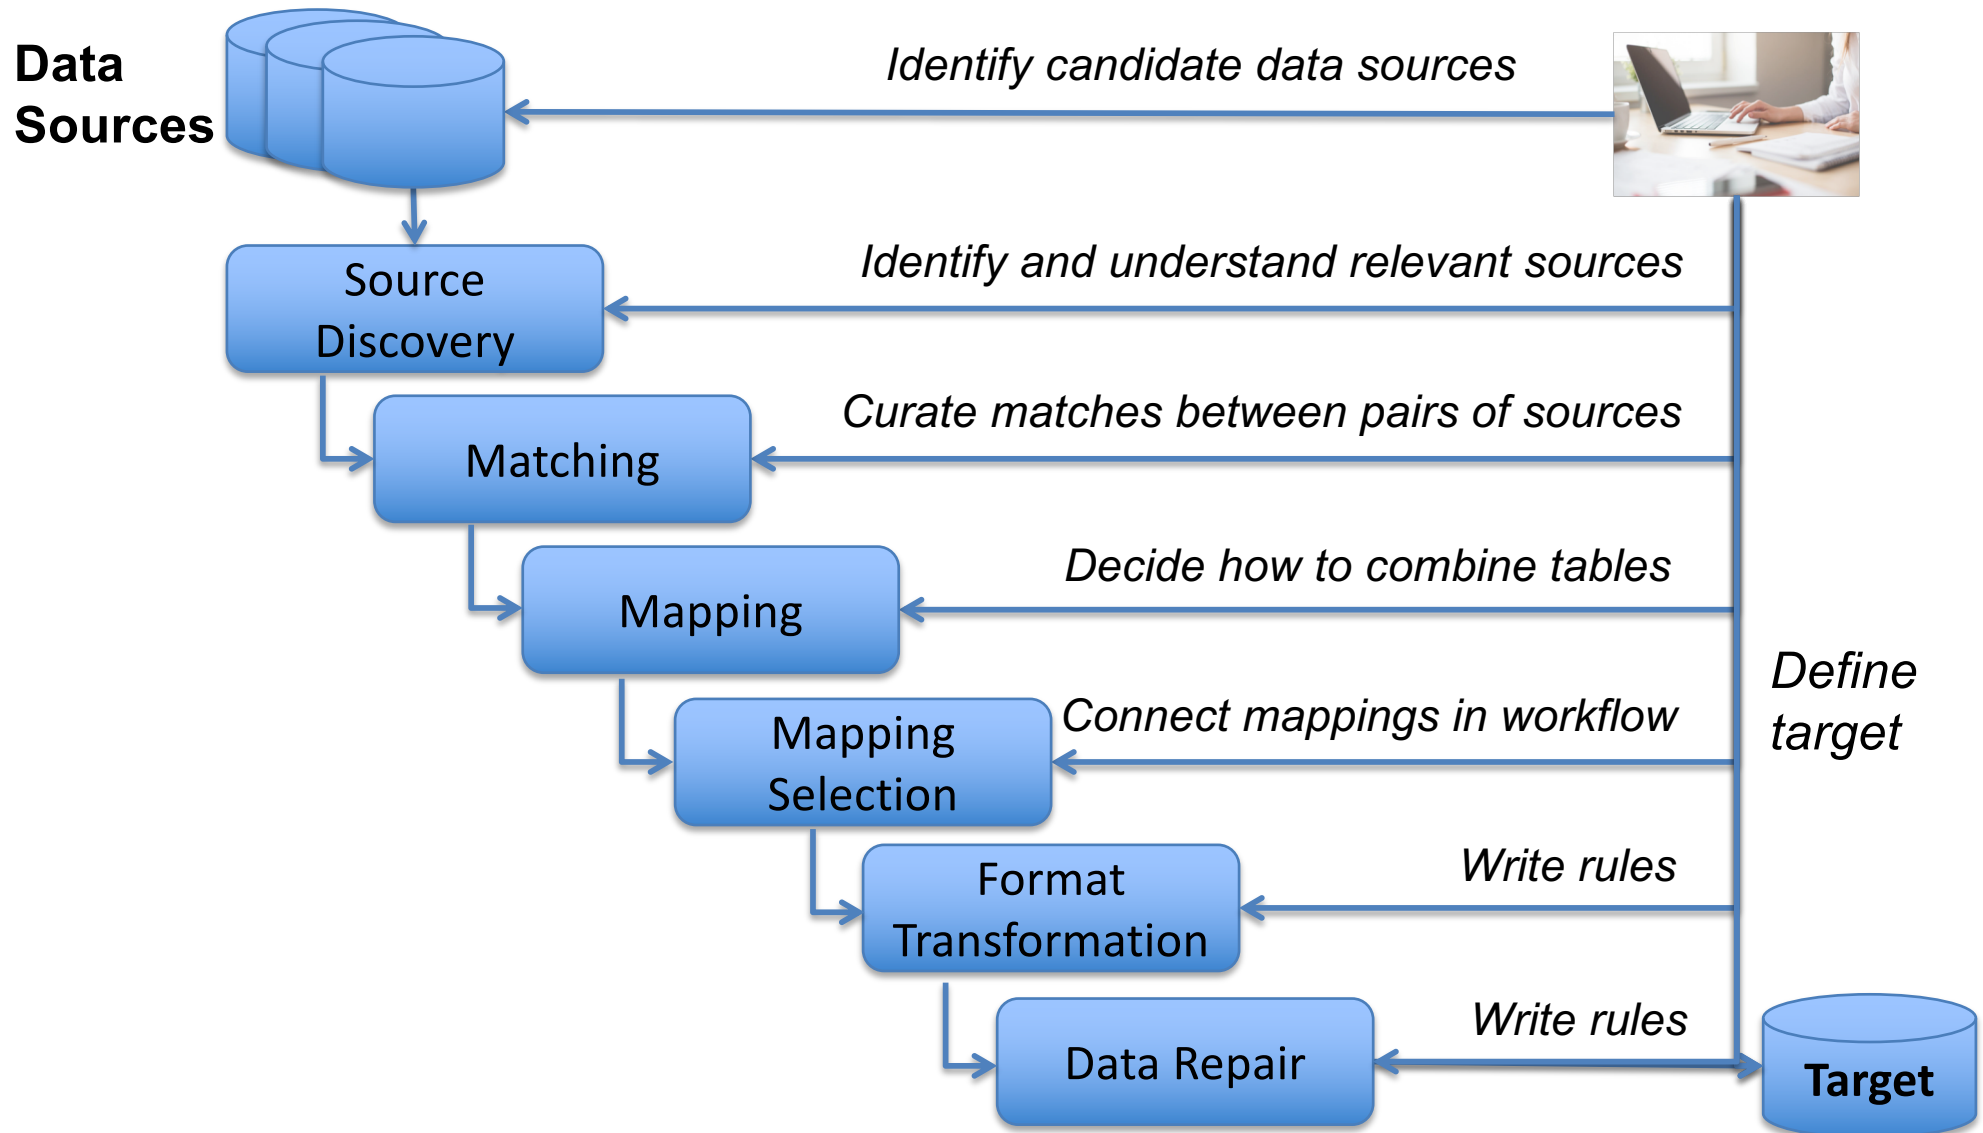 Data
Sources
Identify candidate data sources
Source
Discovery
Identify and understand relevant sources
Matching
Curate matches between pairs of sources
Mapping
Decide how to combine tables
Mapping
Selection
Connect mappings in workflow
Define
target
Format
Transformation
Write rules
Data Repair
Write rules
Target